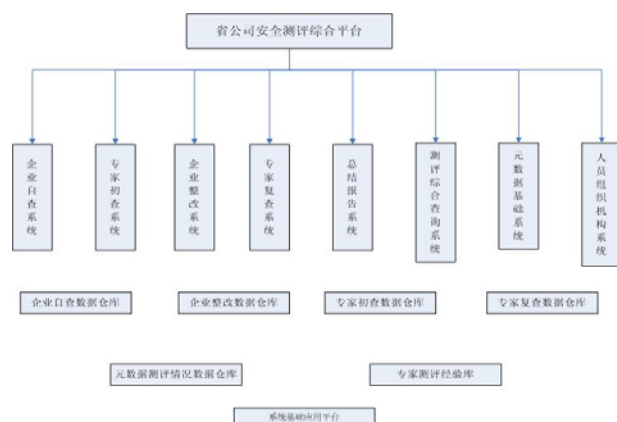 省公司安全测评综合平台
企业自查系统
专家初查系统
企业整改系统
专家复查系统
总结报告系统
测评综合查询系统
元数据基础系统
人员组织机构系统
企业自查数据仓库
企业整改数据仓库
专家初查数据仓库
专家复查数据仓库
元数据测评情况数据仓库
专家测评经验库
系统基础应用平台